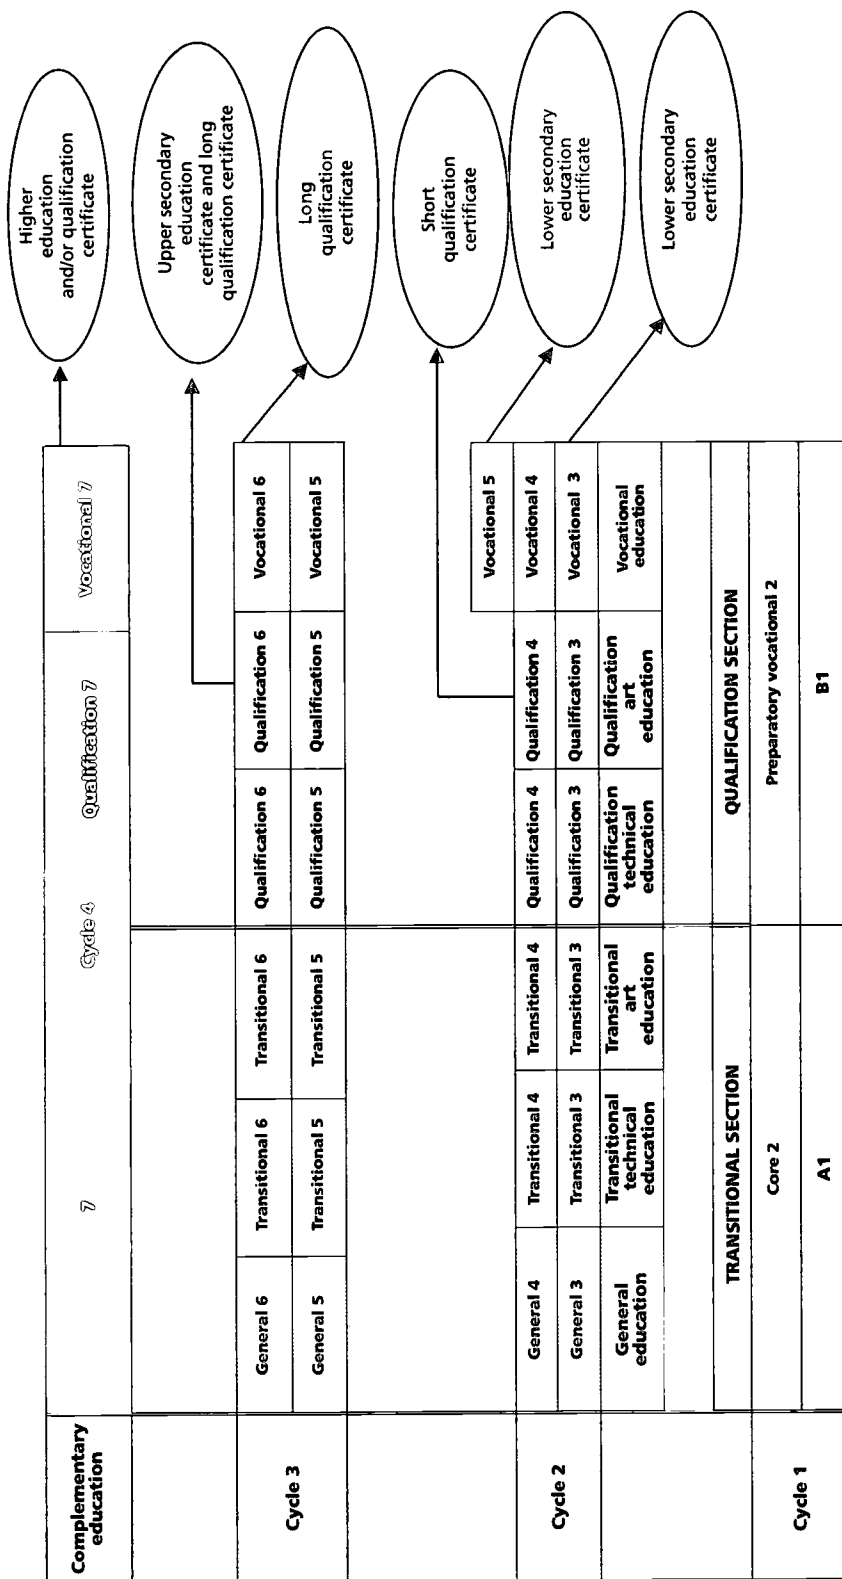 Complementary
education
7
Cycle 4
Qualification 7
Vocational 7
Higher
education
and/or qualification
certificate
Cycle 3
General 6
Transitional 6
Transitional 6
Qualification 6
Qualification 6
Vocational 6
General 5
Transitional 5
Transitional 5
Qualification 5
Qualification 5
Vocational 5
Upper secondary
education
certificate and long
qualification certificate
Long
qualification
certificate
Vocational 5
Cycle 2
General 4
Transitional 4
Transitional 4
Qualification 4
Qualification 4
Vocational 4
General 3
Transitional 3
Transitional 3
Qualification 3
Qualification 3
Vocational 3
General
education
Transitional
technical
education
Transitional
art
education
Qualification
technical
education
Qualification
art
education
Vocational
education
Short
qualification
certificate
Lower secondary
education
certificate
Lower secondary
education
certificate
TRANSITIONAL SECTION
QUALIFICATION SECTION
Cycle 1
Core 2
Preparatory vocational 2
A1
B1